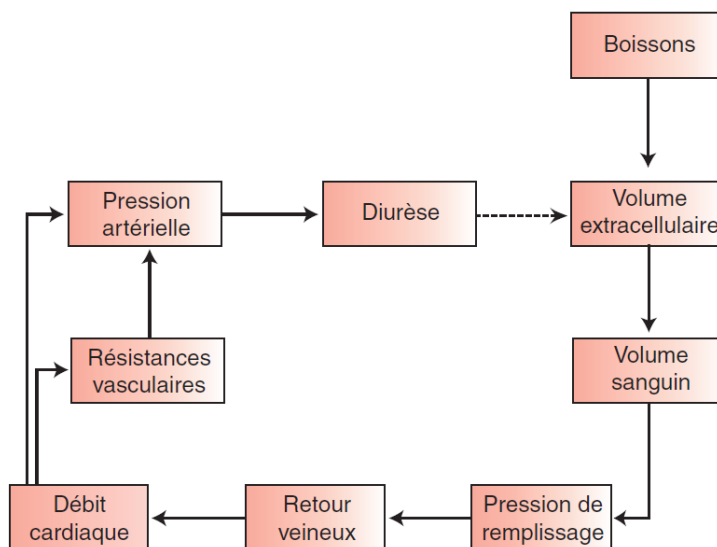 Boissons
Pression
artérielle
Diurèse
Volume
extracellulaire
Résistances
vasculaires
Volume
sanguin
Débit
cardiaque
Retour
veineux
Pression de
remplissage